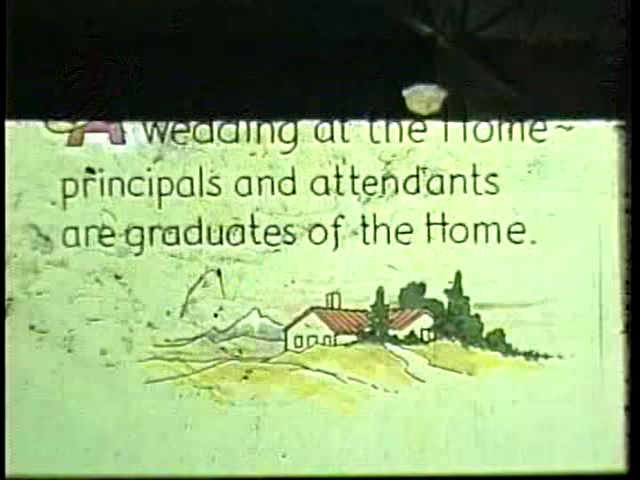 A wedding at the Home~
principals and attendants
are graduates of the Home.